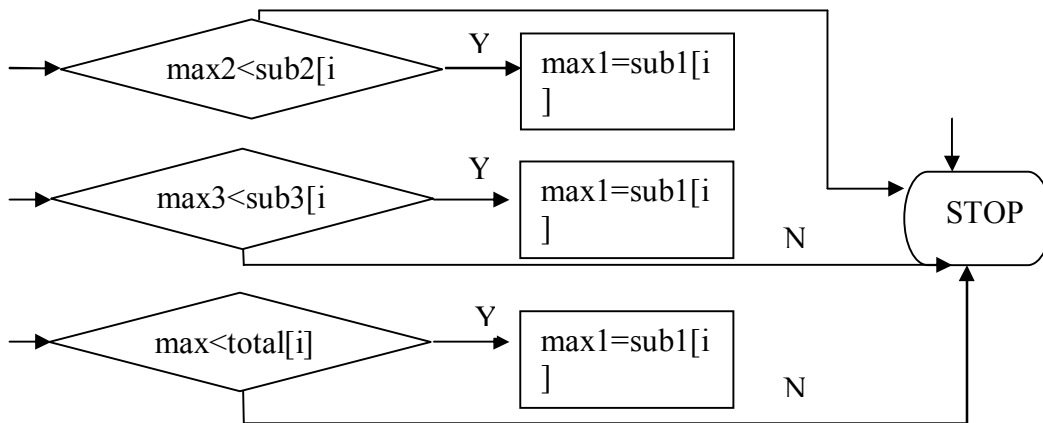 Y
max2<sub2[i
max1=sub1[i
]
Y
max3<sub3[i
max1=sub1[i
]
STOP
N
Y
max<total[i]
max1=sub1[i
]
N